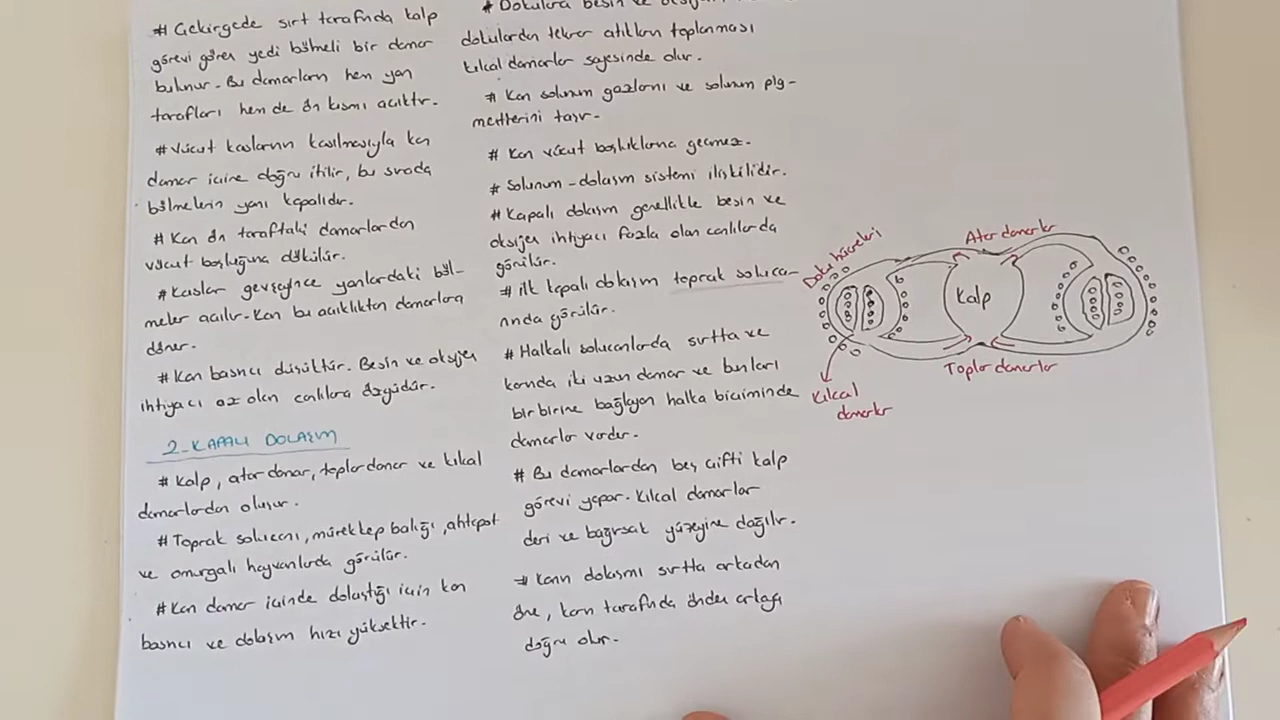 # Çekirgede sırt tarafında kalp
görevi gören yedi bölmeli bir damar
bulunur. Bu damarların hem yan
tarafları hem de ön kısmı açıktır.
# Vücut kaslarının kasılmasıyla kan
damar içine doğru itilir, bu sırada
bölmelerin yanı kapalıdır.
# Kan ön taraftaki damarlardan
vücut boşluğuna dökülür.
# Kaslar gevşeyince yanlardaki böl-
meler açılır. Kan bu açıklıktan damarlara
döner.
# Kan basıncı düşüktür. Besin ve oksijen
ihtiyacı az olan canlılara özgüdür.
2-KAPALI DOLAŞIM
# Kalp, atardamar, toplardamar ve kılcal
damarlardan oluşur.
# Toprak solucanı, mürekkep balığı, ahtapot
ve omurgalı hayvanlarda görülür.
# Kan damar içinde dolaştığı için kan
basıncı ve dolaşım hızı yüksektir.
# Dokulara besin ve
dokulardan tekrar atıkların toplanması
kılcal damarlar sayesinde olur.
# Kan solunum gazlarını ve solunum pig-
mentlerini taşır.
# Kan vücut boşluklarına geçmez.
# Solunum-dolaşım sistemi ilişkilidir.
# Kapalı dolaşım genellikle besin ve
oksijen ihtiyacı fazla olan canlılarda
görülür.
# İlk kapalı dolaşım toprak soluca-
nında görülür.
# Halkalı solucanlarda sırtta ve
karında iki uzun damar ve bunları
birbirine bağlayan halka biçiminde
damarlar vardır.
# Bu damarlardan beş çifti kalp
görevi yapar. Kılcal damarlar
deri ve bağırsak yüzeyine dağılır.
# Kanın dolaşımı sırtta arkadan
öne, karın tarafında önden arkaya
doğru olur.
Doku hücreleri
Atardamarlar
Kalp
Toplardamarlar
Kılcal
damarlar